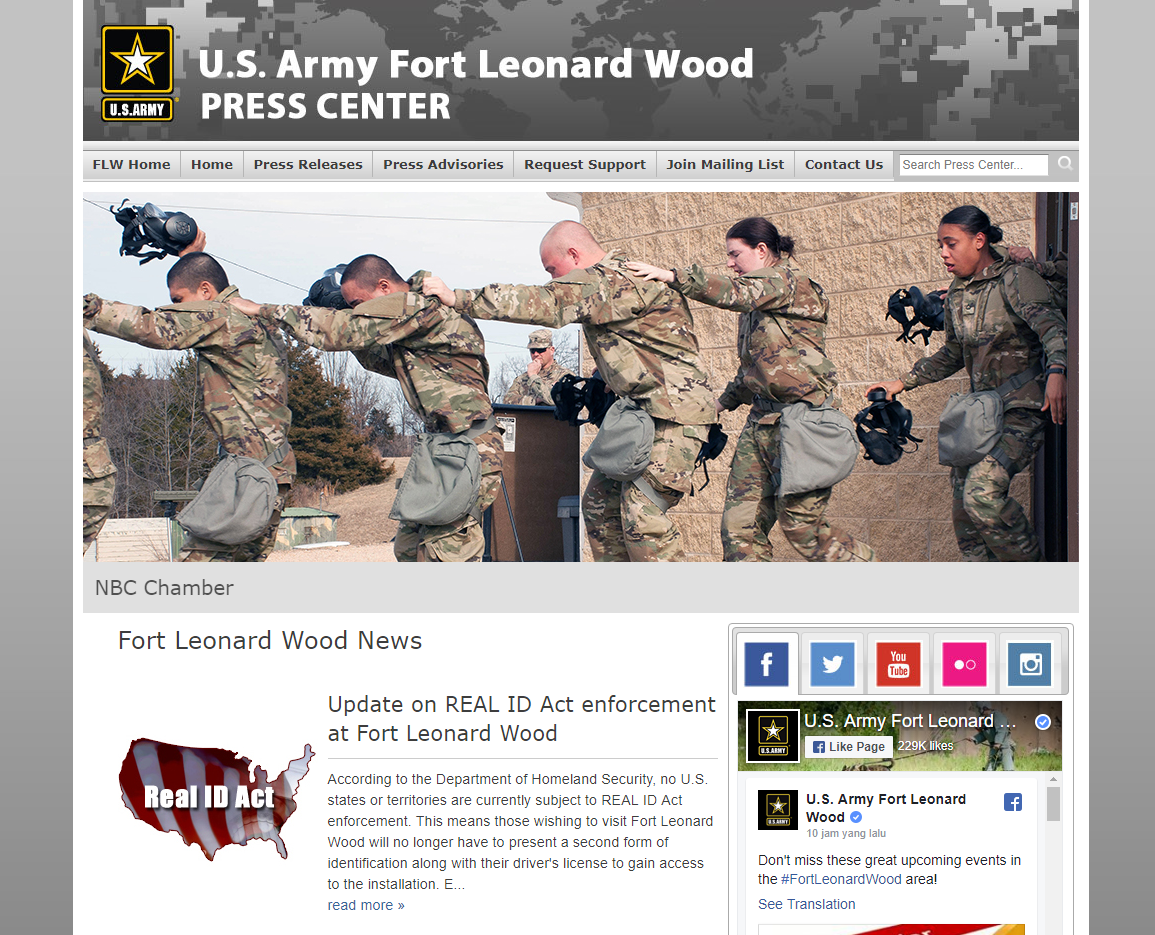 U.S. Army Fort Leonard Wood
PRESS CENTER
U.S.ARMY
FLW Home
Home
Press Releases
Press Advisories
Request Support
Join Mailing List
Contact Us
Search Press Center...
NBC Chamber
Fort Leonard Wood News
Update on REAL ID Act enforcement
at Fort Leonard Wood
Real ID Act
According to the Department of Homeland Security, no U.S.
states or territories are currently subject to REAL ID Act
enforcement. This means those wishing to visit Fort Leonard
Wood will no longer have to present a second form of
identification along with their driver's license to gain access
to the installation. E...
read more »
You
Tube
U.S.ARMY
U.S. Army Fort Leonard ...
Like Page
229K likes
U.S.ARMY
U.S. Army Fort Leonard
Wood
10 jam yang lalu
Don't miss these great upcoming events in
the #FortLeonardWood area!
See Translation